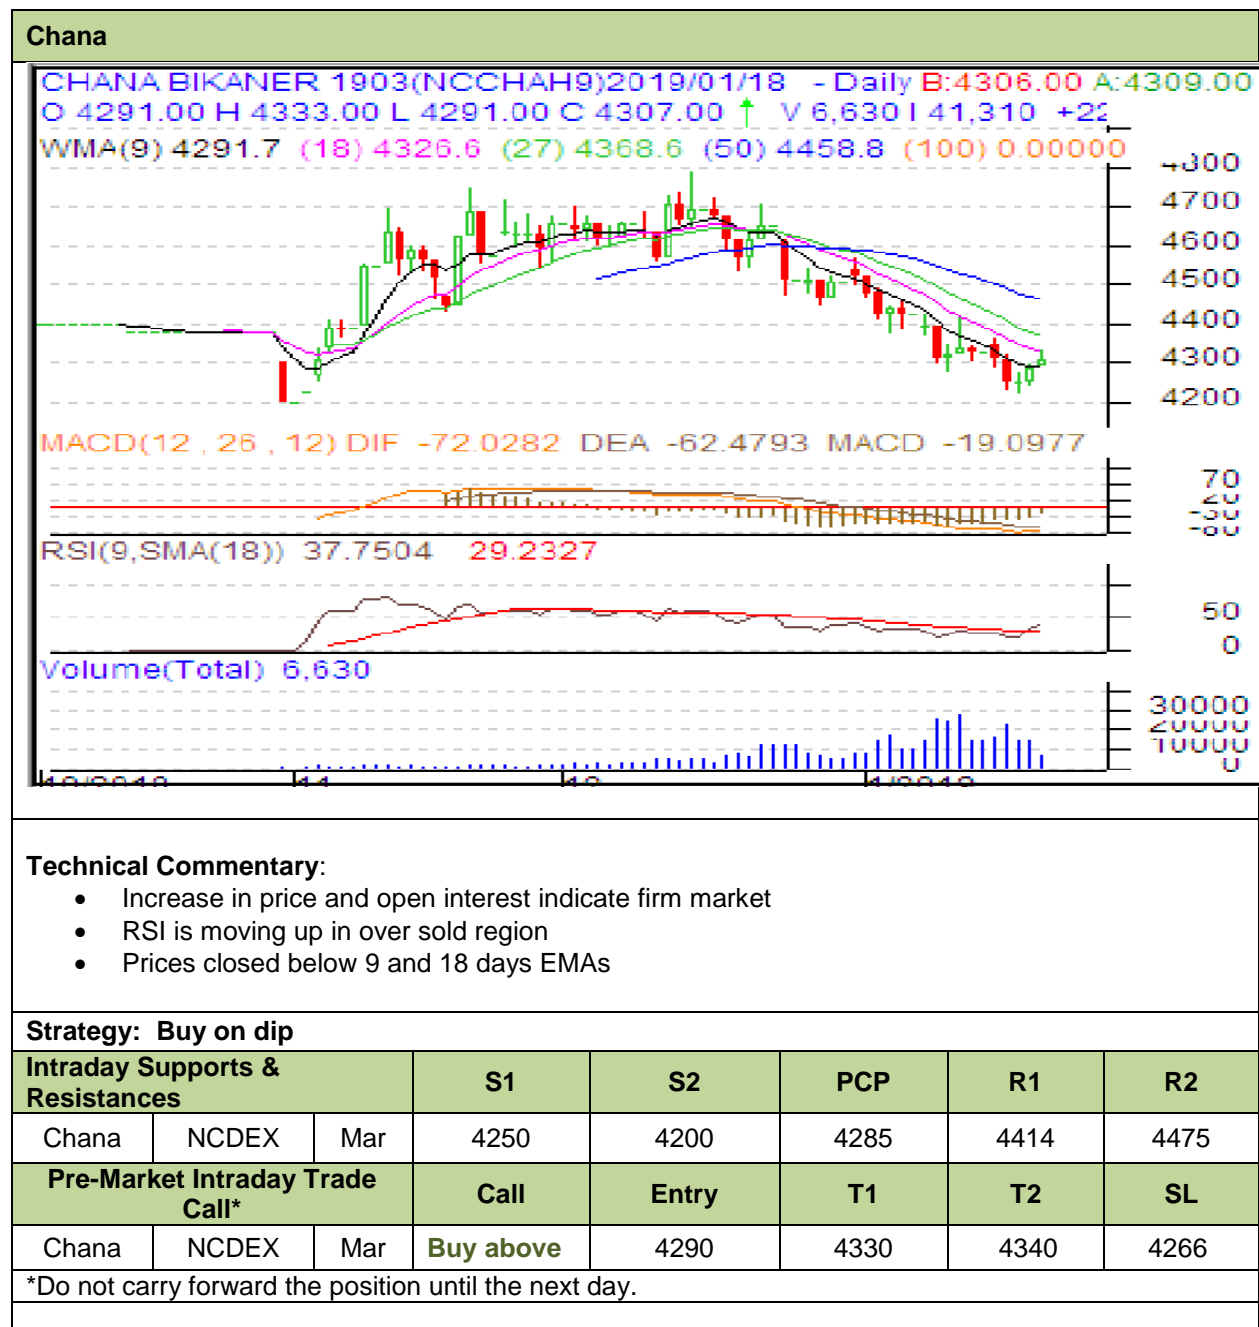 Chana
CHANA BIKANER 1903(NCCHAH9)2019/01/18 - Daily B:4306.00 A:4309.00
O 4291.00 H 4333.00 L 4291.00 C 4307.00 V 6,630 I 41,310 +22
WMA(9) 4291.7 (18) 4326.6 (27) 4368.6 (50) 4458.8 (100) 0.00000
4700
4600
4500
4400
4300
4200
MACD(12 , 26 , 12) DIF -72.0282 DEA -62.4793 MACD -19.0977
70
RSI(9,SMA(18)) 37.7504 29.2327
50
0
Volume(Total) 6,630
30000
20000
10000
0
Technical Commentary:
• Increase in price and open interest indicate firm market
• RSI is moving up in over sold region
• Prices closed below 9 and 18 days EMAs
Strategy: Buy on dip
Intraday Supports & Resistances S1 S2 PCP R1 R2
Chana NCDEX Mar 4250 4200 4285 4414 4475
Pre-Market Intraday Trade Call* Call Entry T1 T2 SL
Chana NCDEX Mar Buy above 4290 4330 4340 4266
*Do not carry forward the position until the next day.